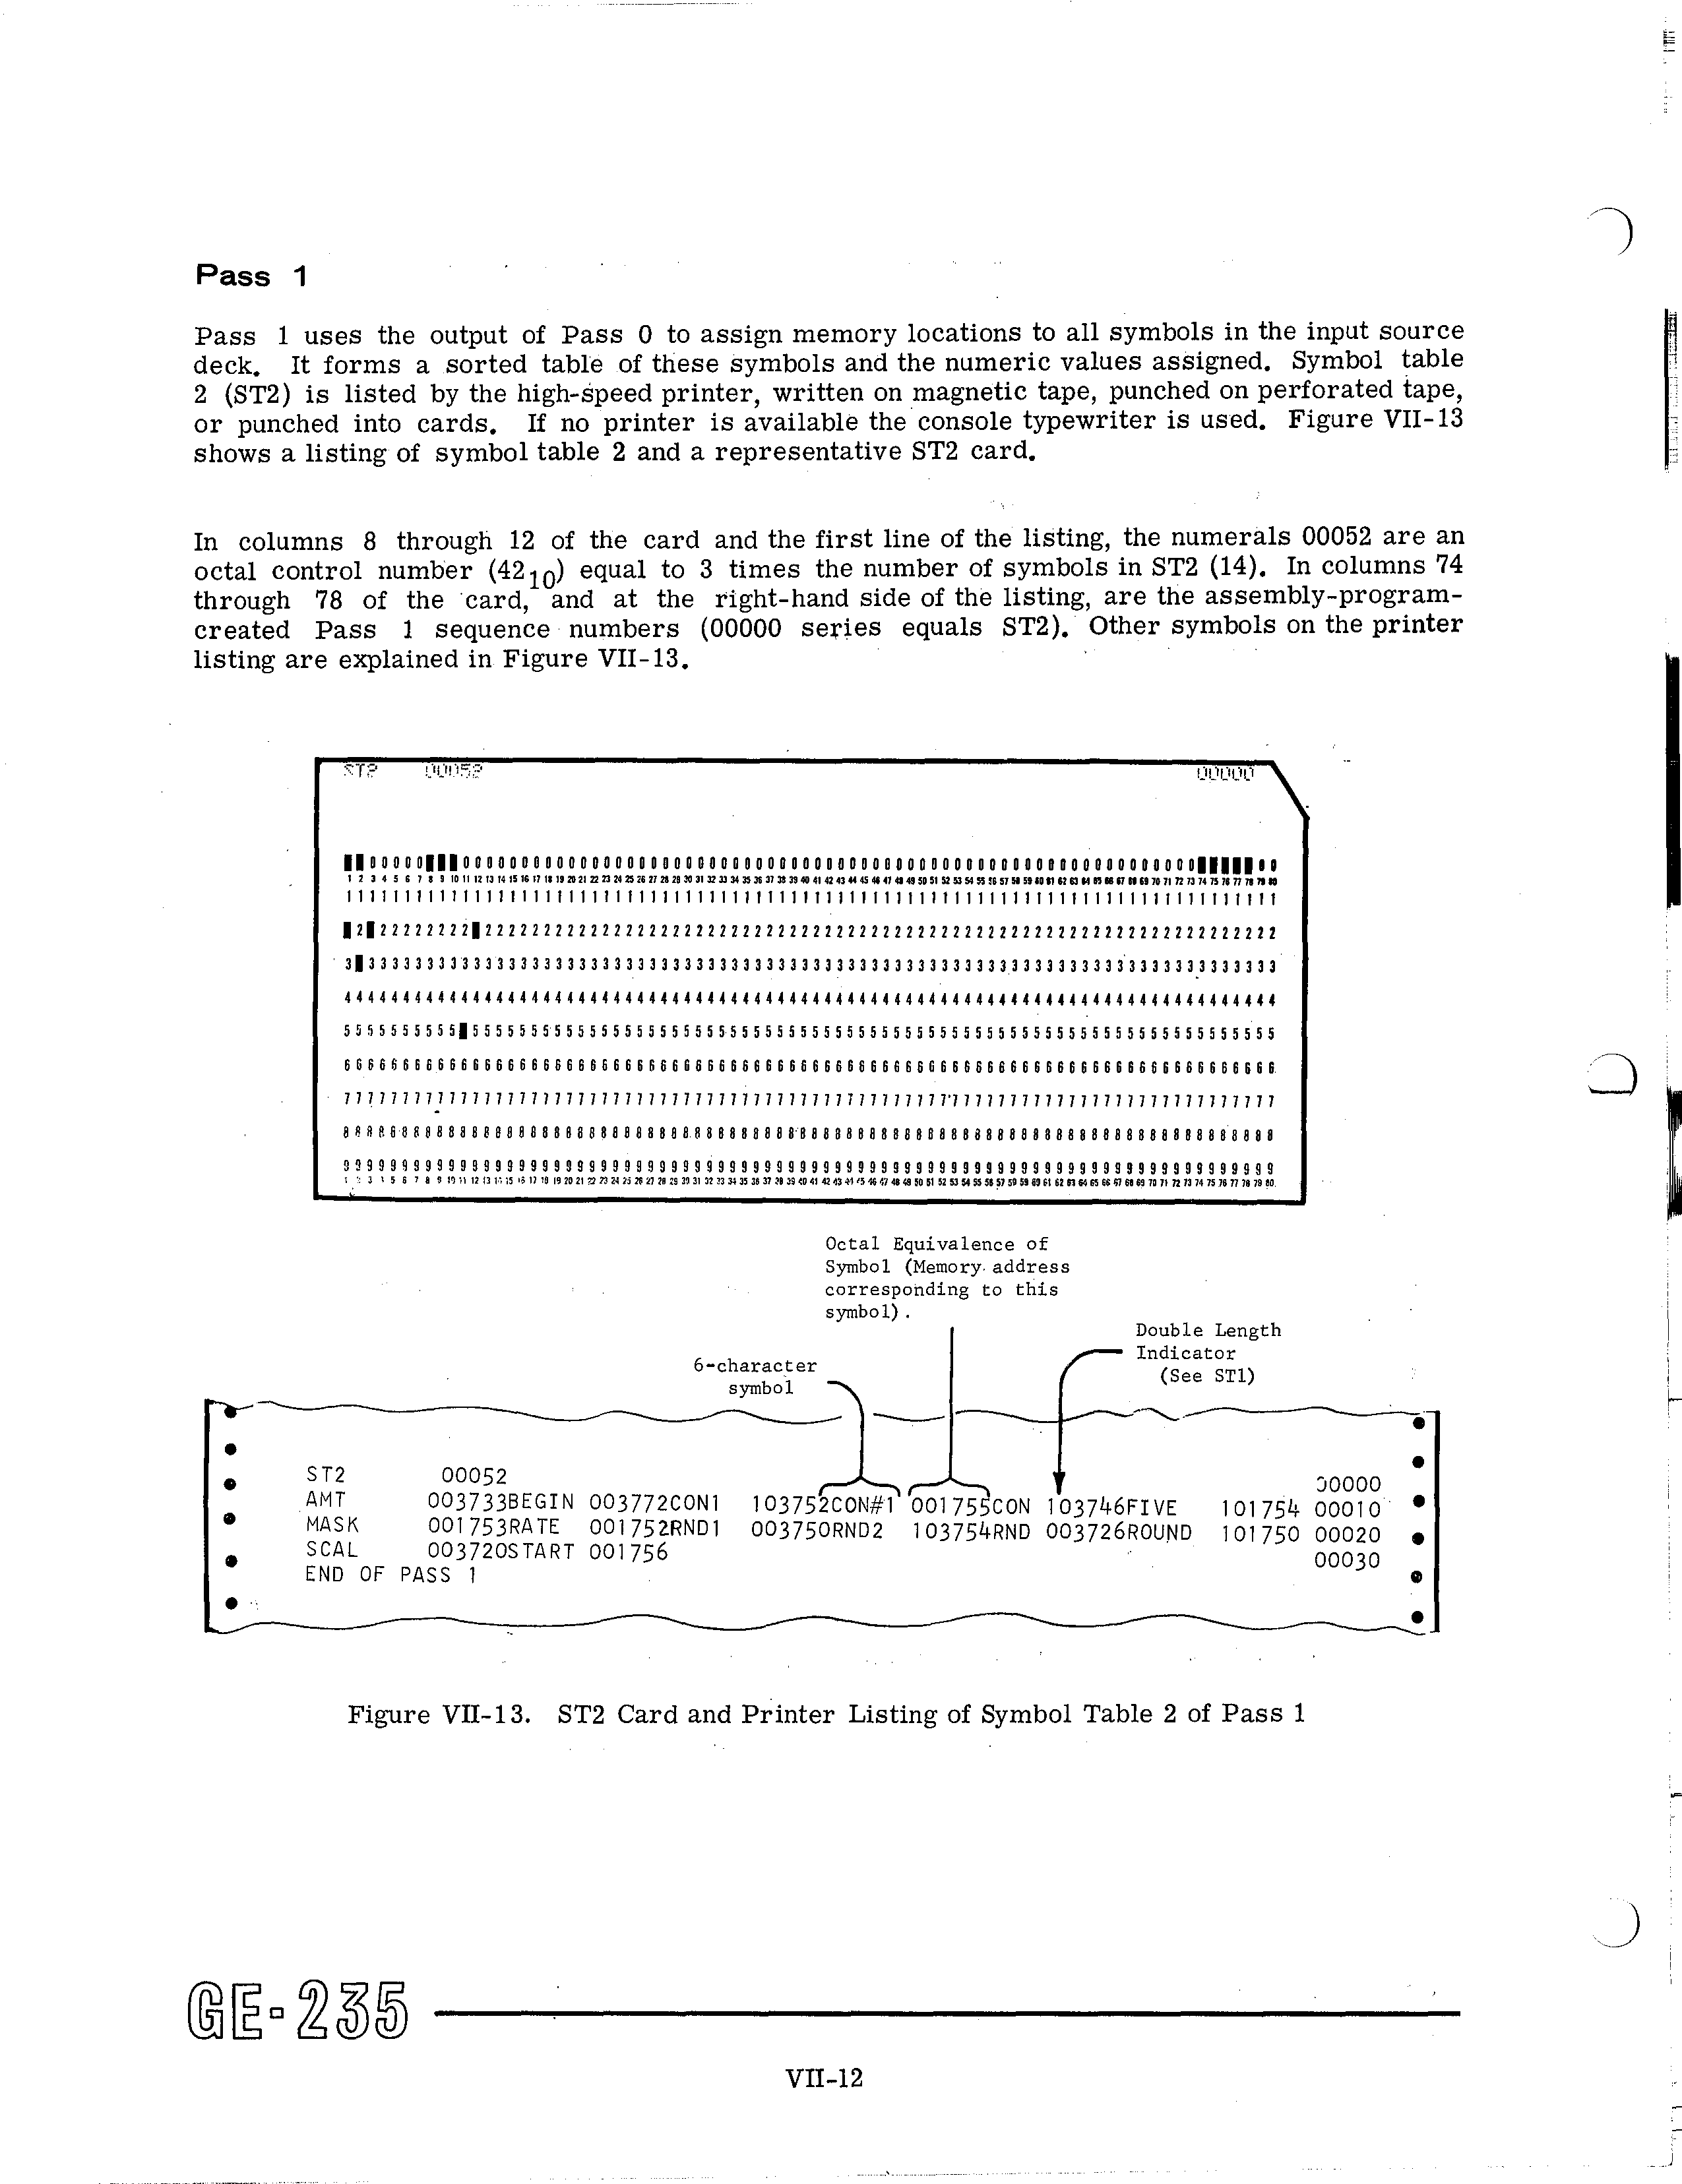 Pass 1
Pass 1 uses the output of Pass 0 to assign memory locations to all symbols in the input source
deck. It forms a sorted table of these symbols and the numeric values assigned. Symbol table
2 (ST2) is listed by the high-speed printer, written on magnetic tape, punched on perforated tape,
or punched into cards. If no printer is available the console typewriter is used. Figure VII-13
shows a listing of symbol table 2 and a representative ST2 card.
In columns 8 through 12 of the card and the first line of the listing, the numerals 00052 are an
octal control number (42₁₀) equal to 3 times the number of symbols in ST2 (14). In columns 74
through 78 of the card, and at the right-hand side of the listing, are the assembly-program-
created Pass 1 sequence numbers (00000 series equals ST2). Other symbols on the printer
listing are explained in Figure VII-13.
ST2 00052 00000
Octal Equivalence of
Symbol (Memory address
corresponding to this
symbol).
Double Length
Indicator
(See ST1)
6-character
symbol
ST2 00052 00000
AMT 003733BEGIN 003772CON1 103752CON#1 001755CON 103746FIVE 101754 00010
MASK 001753RATE 001752RND1 003750RND2 103754RND 003726ROUND 101750 00020
SCAL 003720START 001756 00030
END OF PASS 1
Figure VII-13. ST2 Card and Printer Listing of Symbol Table 2 of Pass 1
GE-235
VII-12